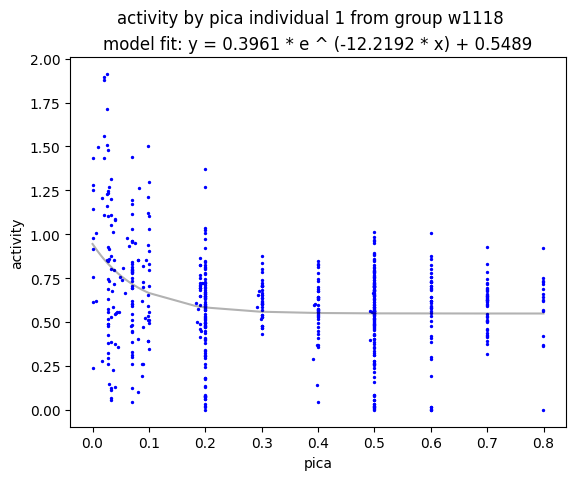 activity by pica individual 1 from group w1118
model fit: y = 0.3961 * e ^ (-12.2192 * x) + 0.5489
2.00
1.75
1.50
1.25
1.00
0.75
0.50
0.25
0.00
activity
0.0 0.1 0.2 0.3 0.4 0.5 0.6 0.7 0.8
pica